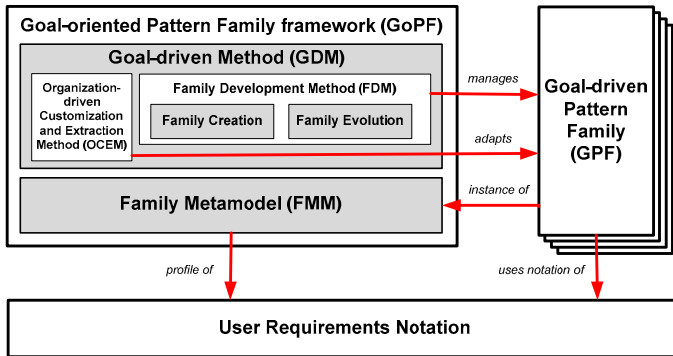 Goal-oriented Pattern Family framework (GoPF)
Goal-driven Method (GDM)
Organization-
driven
Customization
and Extraction
Method (OCEM)
Family Development Method (FDM)
Family Creation
Family Evolution
Family Metamodel (FMM)
manages
adapts
instance of
Goal-driven
Pattern
Family
(GPF)
profile of
uses notation of
User Requirements Notation